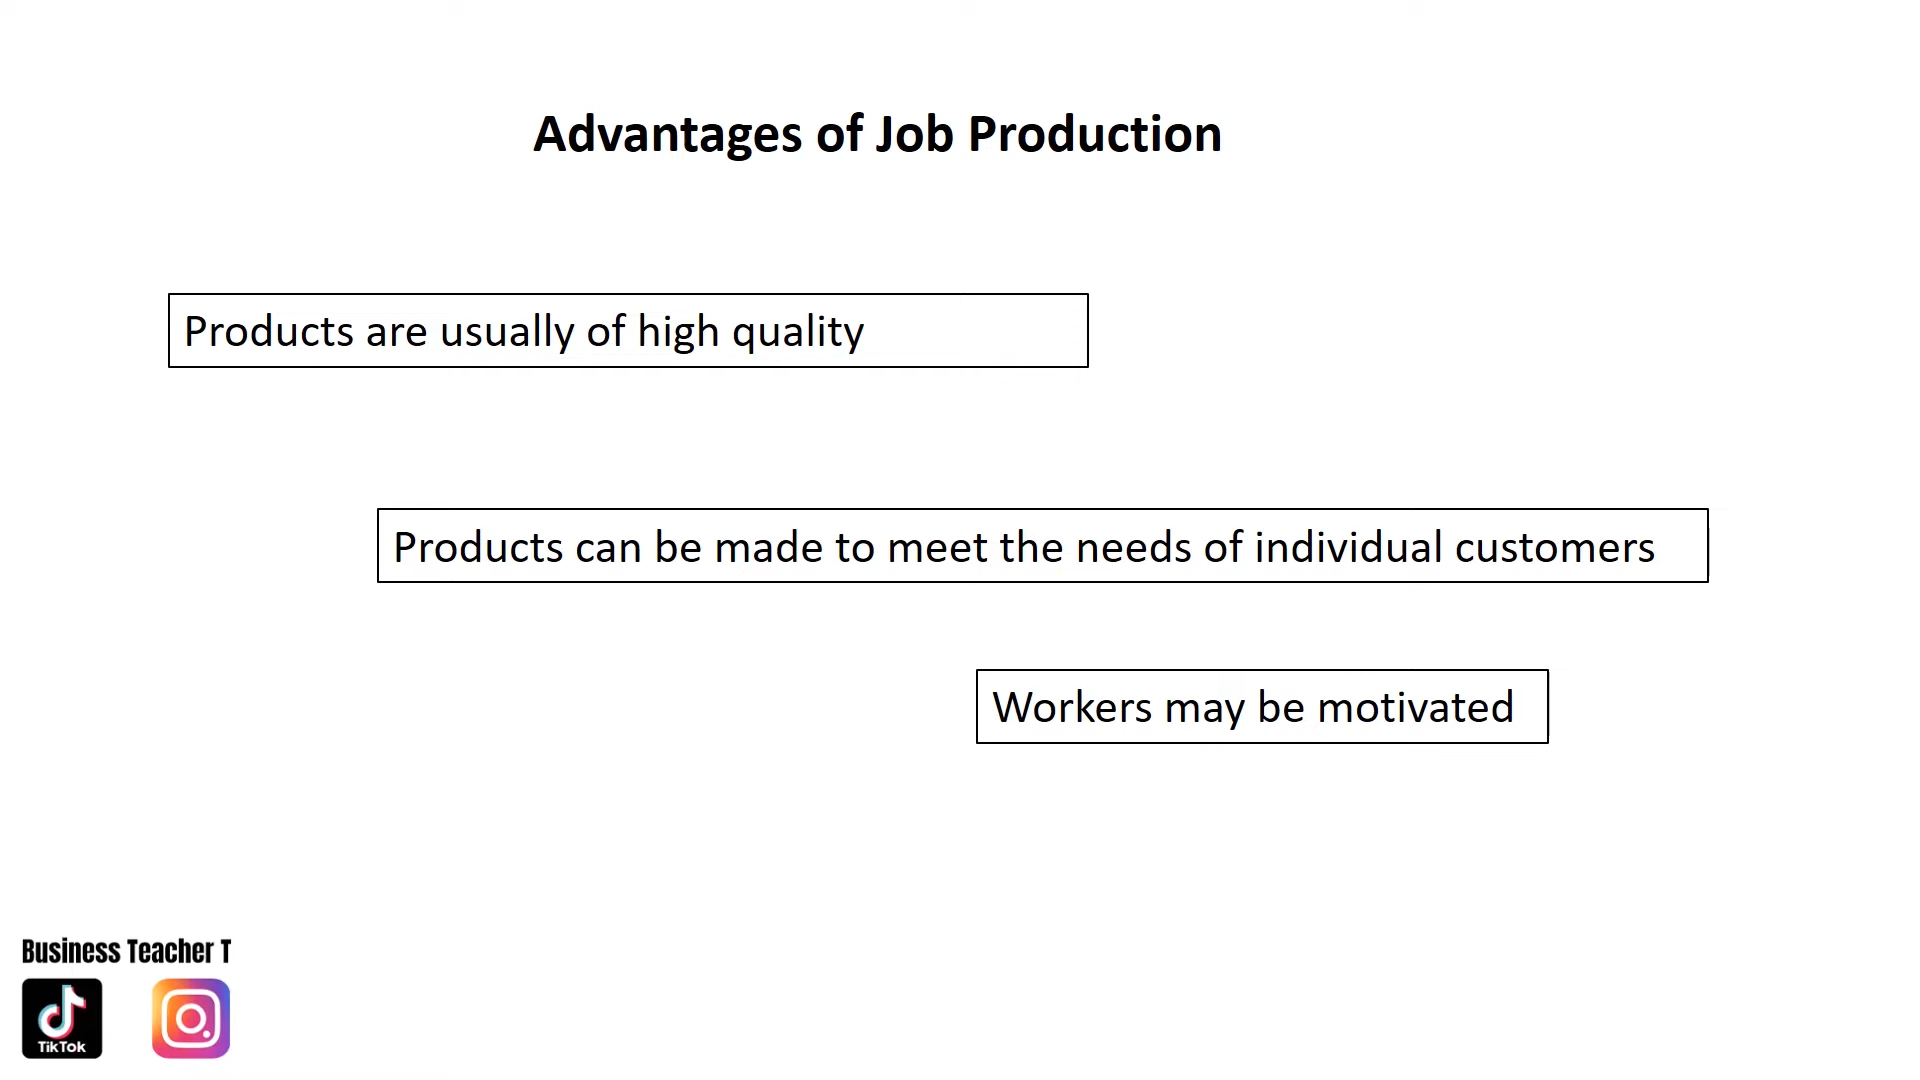 Advantages of Job Production
Products are usually of high quality
Products can be made to meet the needs of individual customers
Workers may be motivated
Business Teacher T
TikTok